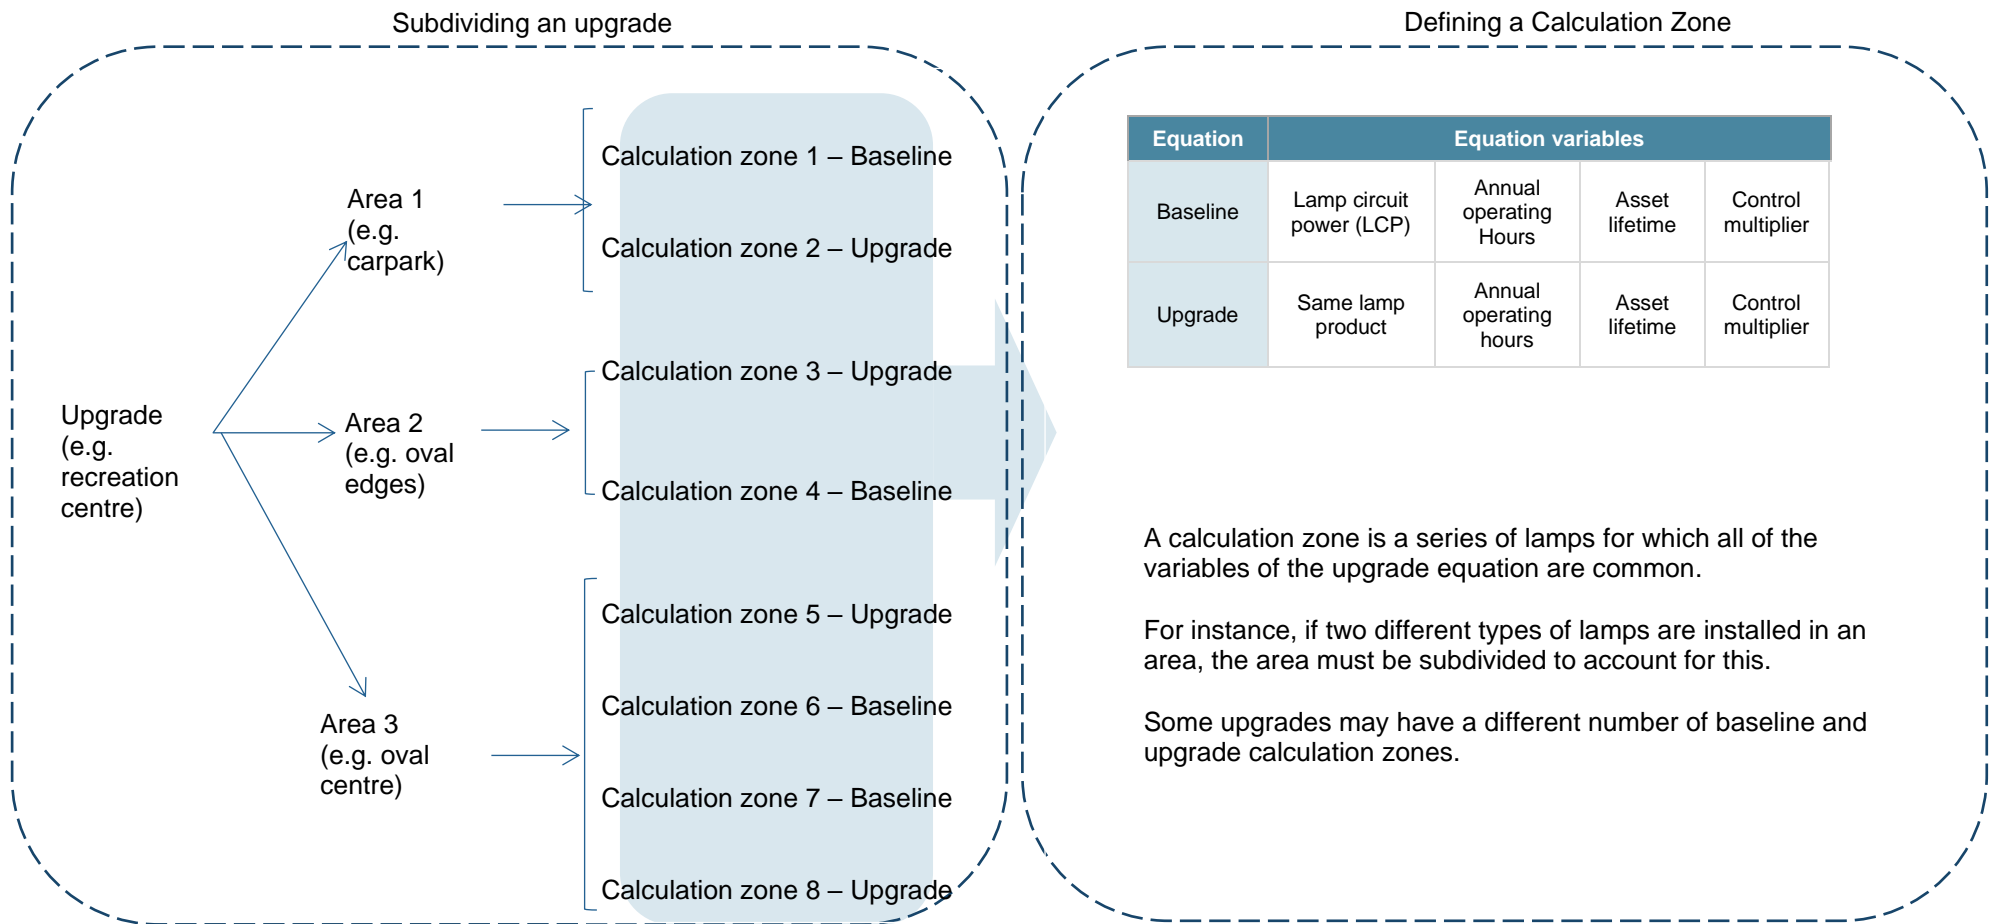 Subdividing an upgrade
Upgrade
(e.g.
recreation
centre)
Area 1
(e.g.
carpark)
Area 2
(e.g. oval
edges)
Area 3
(e.g. oval
centre)
Calculation zone 1 – Baseline
Calculation zone 2 – Upgrade
Calculation zone 3 – Upgrade
Calculation zone 4 – Baseline
Calculation zone 5 – Upgrade
Calculation zone 6 – Baseline
Calculation zone 7 – Baseline
Calculation zone 8 – Upgrade
Defining a Calculation Zone
Equation
Equation variables
Baseline
Lamp circuit
power (LCP)
Annual
operating
Hours
Asset
lifetime
Control
multiplier
Upgrade
Same lamp
product
Annual
operating
hours
Asset
lifetime
Control
multiplier
A calculation zone is a series of lamps for which all of the
variables of the upgrade equation are common.
For instance, if two different types of lamps are installed in an
area, the area must be subdivided to account for this.
Some upgrades may have a different number of baseline and
upgrade calculation zones.